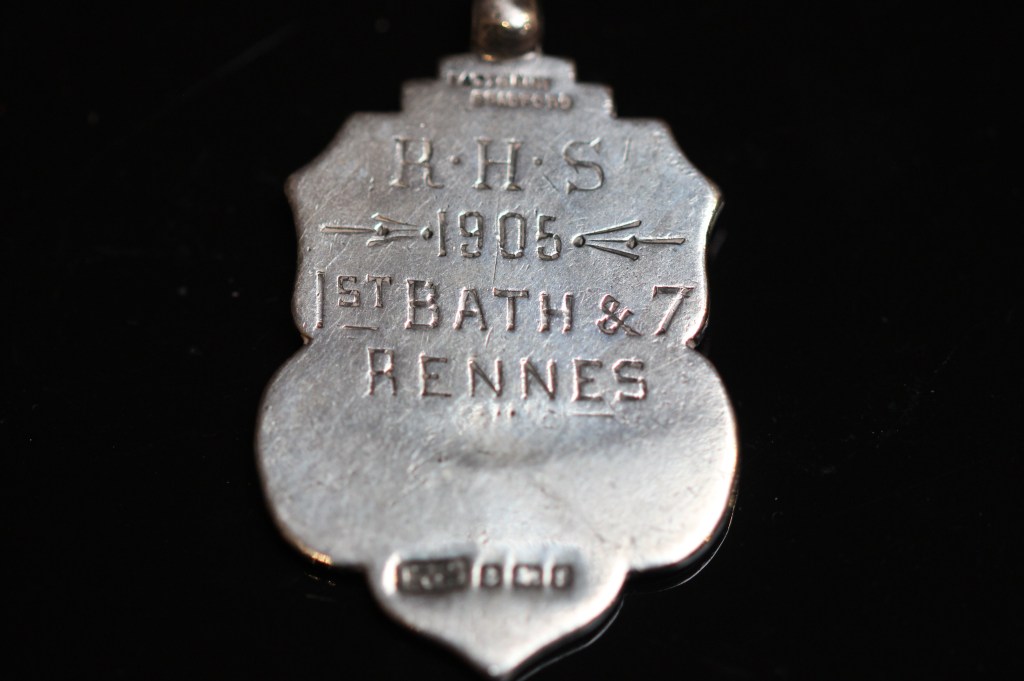 R·H·S
1905
1ST BATH & 7
RENNES